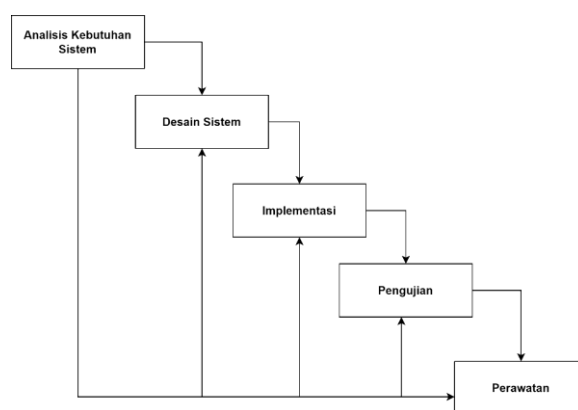 Analisis Kebutuhan
Sistem
Desain Sistem
Implementasi
Pengujian
Perawatan